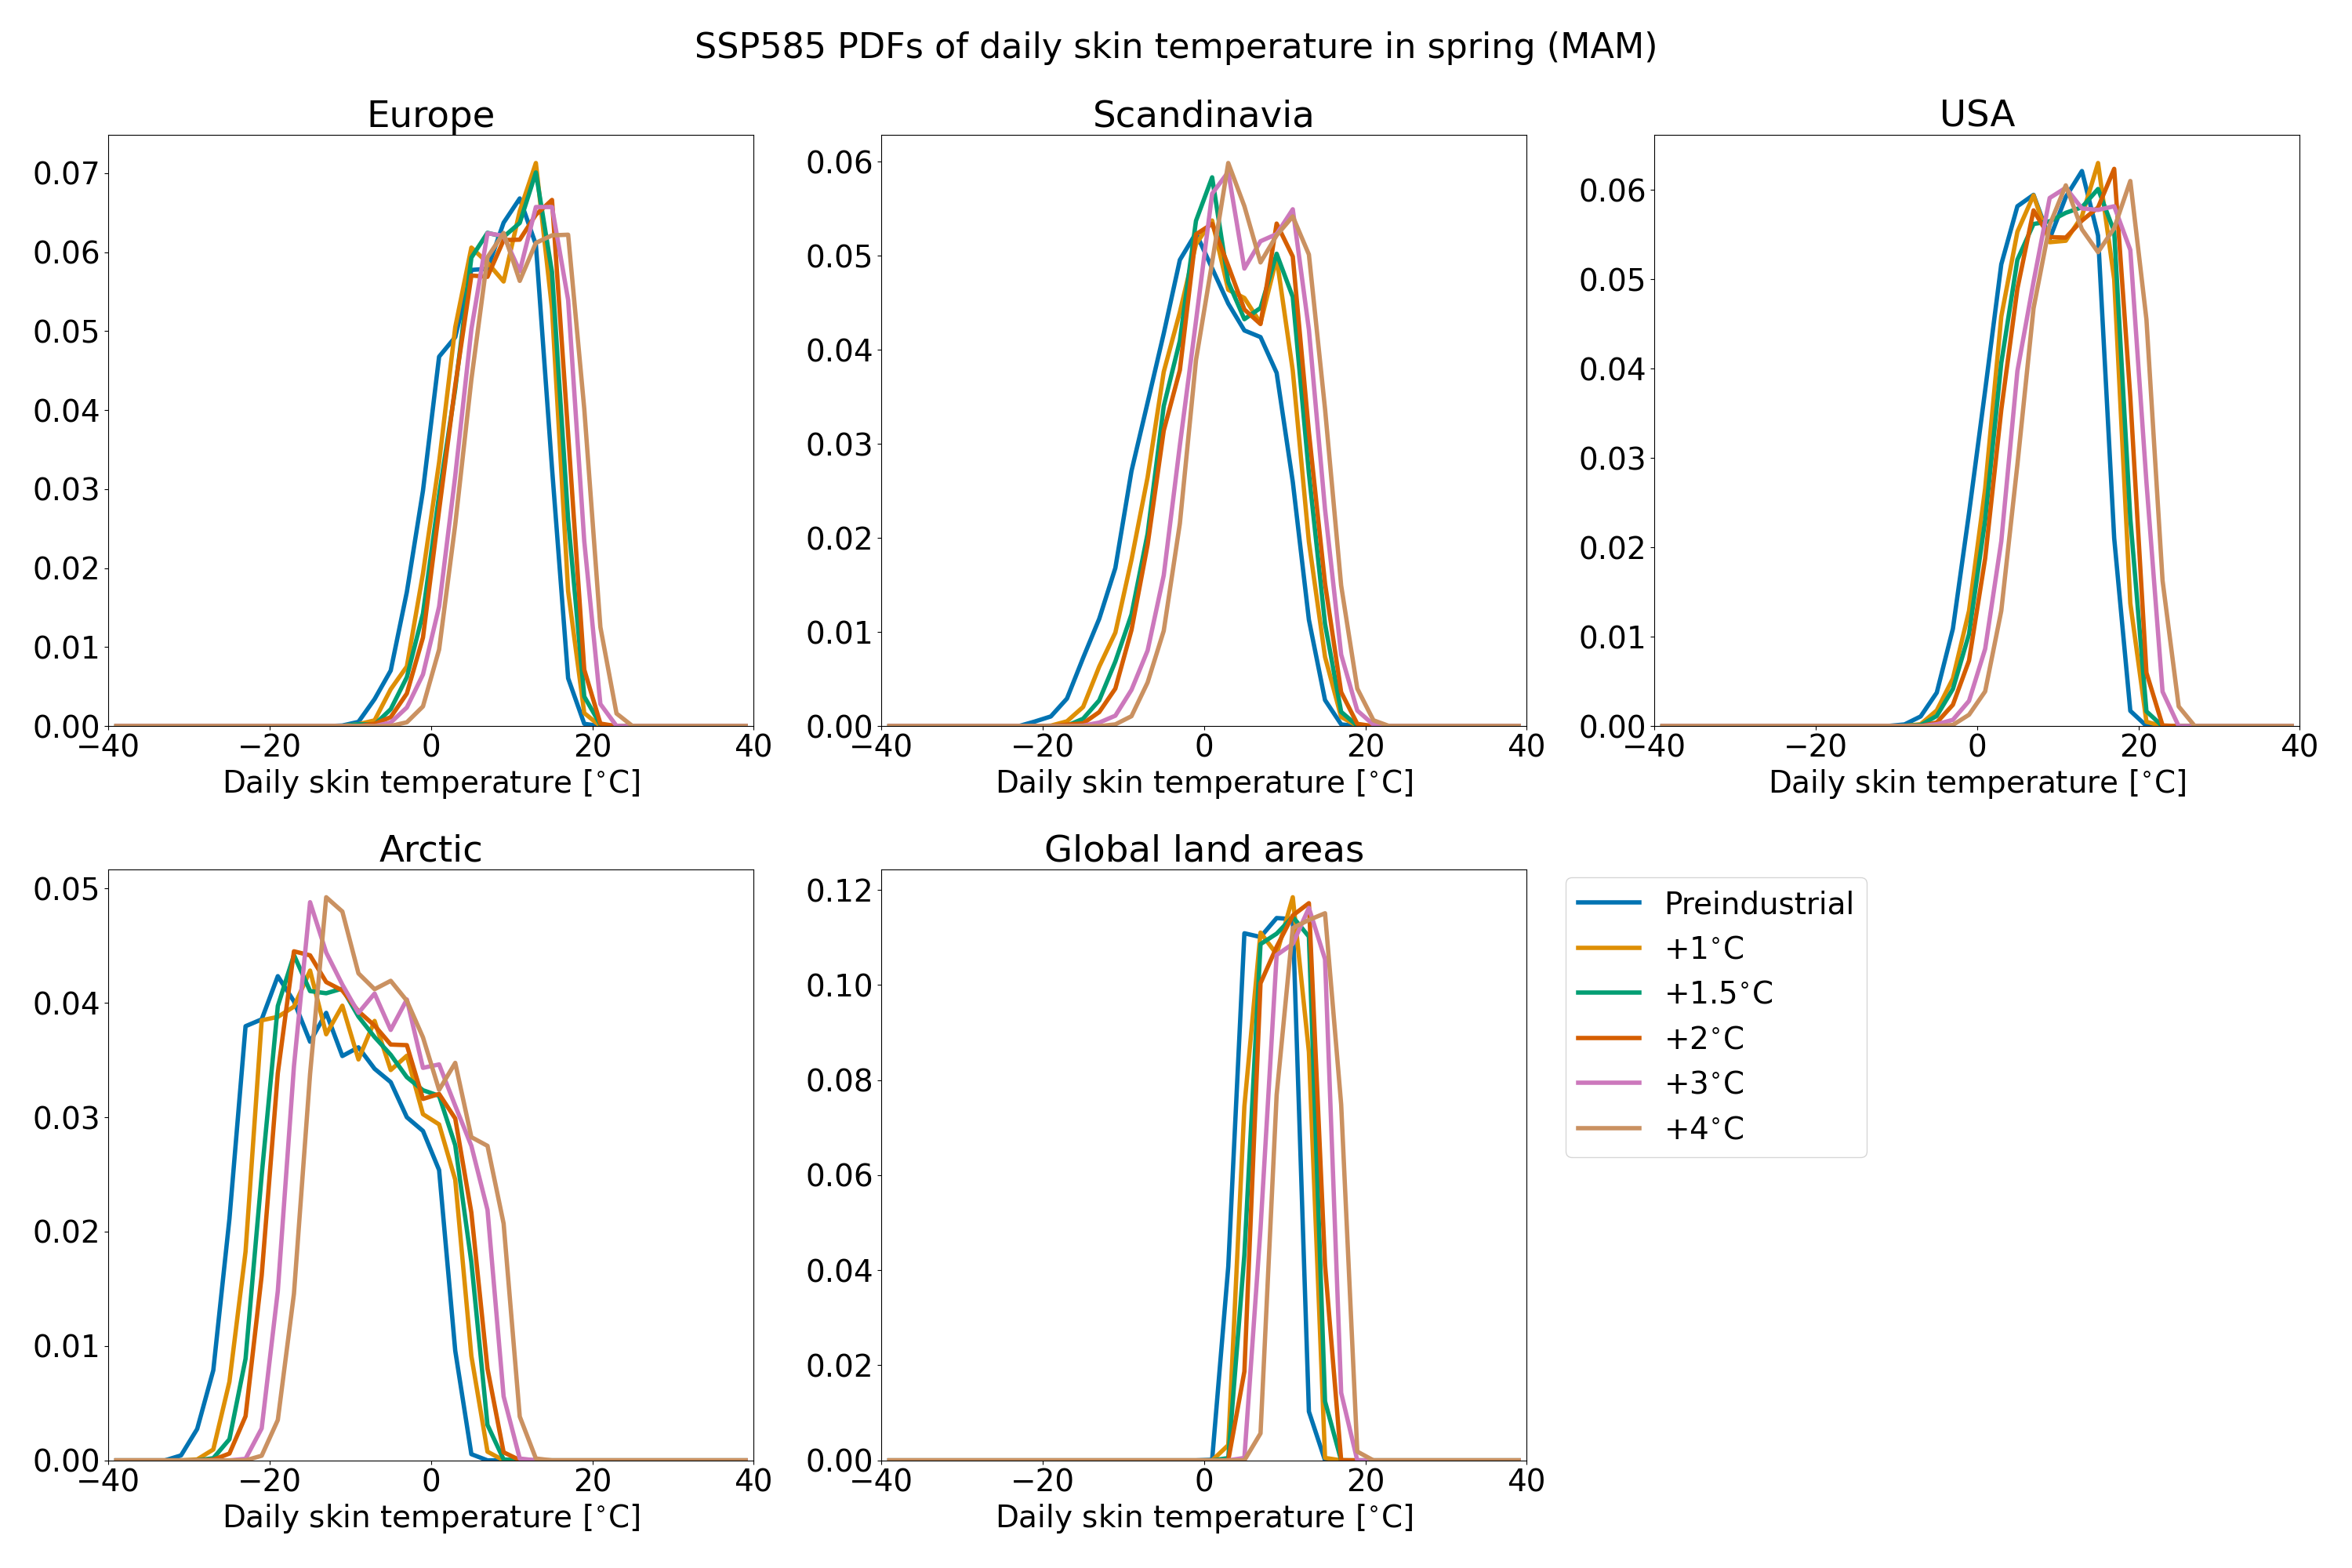 SSP585 PDFs of daily skin temperature in spring (MAM)
Europe
0.07
0.06
0.05
0.04
0.03
0.02
0.01
0.00
−40 −20 0 20 40
Daily skin temperature [°C]
Scandinavia
0.06
0.05
0.04
0.03
0.02
0.01
0.00
−40 −20 0 20 40
Daily skin temperature [°C]
USA
0.06
0.05
0.04
0.03
0.02
0.01
0.00
−40 −20 0 20 40
Daily skin temperature [°C]
Arctic
0.05
0.04
0.03
0.02
0.01
0.00
−40 −20 0 20 40
Daily skin temperature [°C]
Global land areas
0.12
0.10
0.08
0.06
0.04
0.02
0.00
−40 −20 0 20 40
Daily skin temperature [°C]
Preindustrial
+1°C
+1.5°C
+2°C
+3°C
+4°C